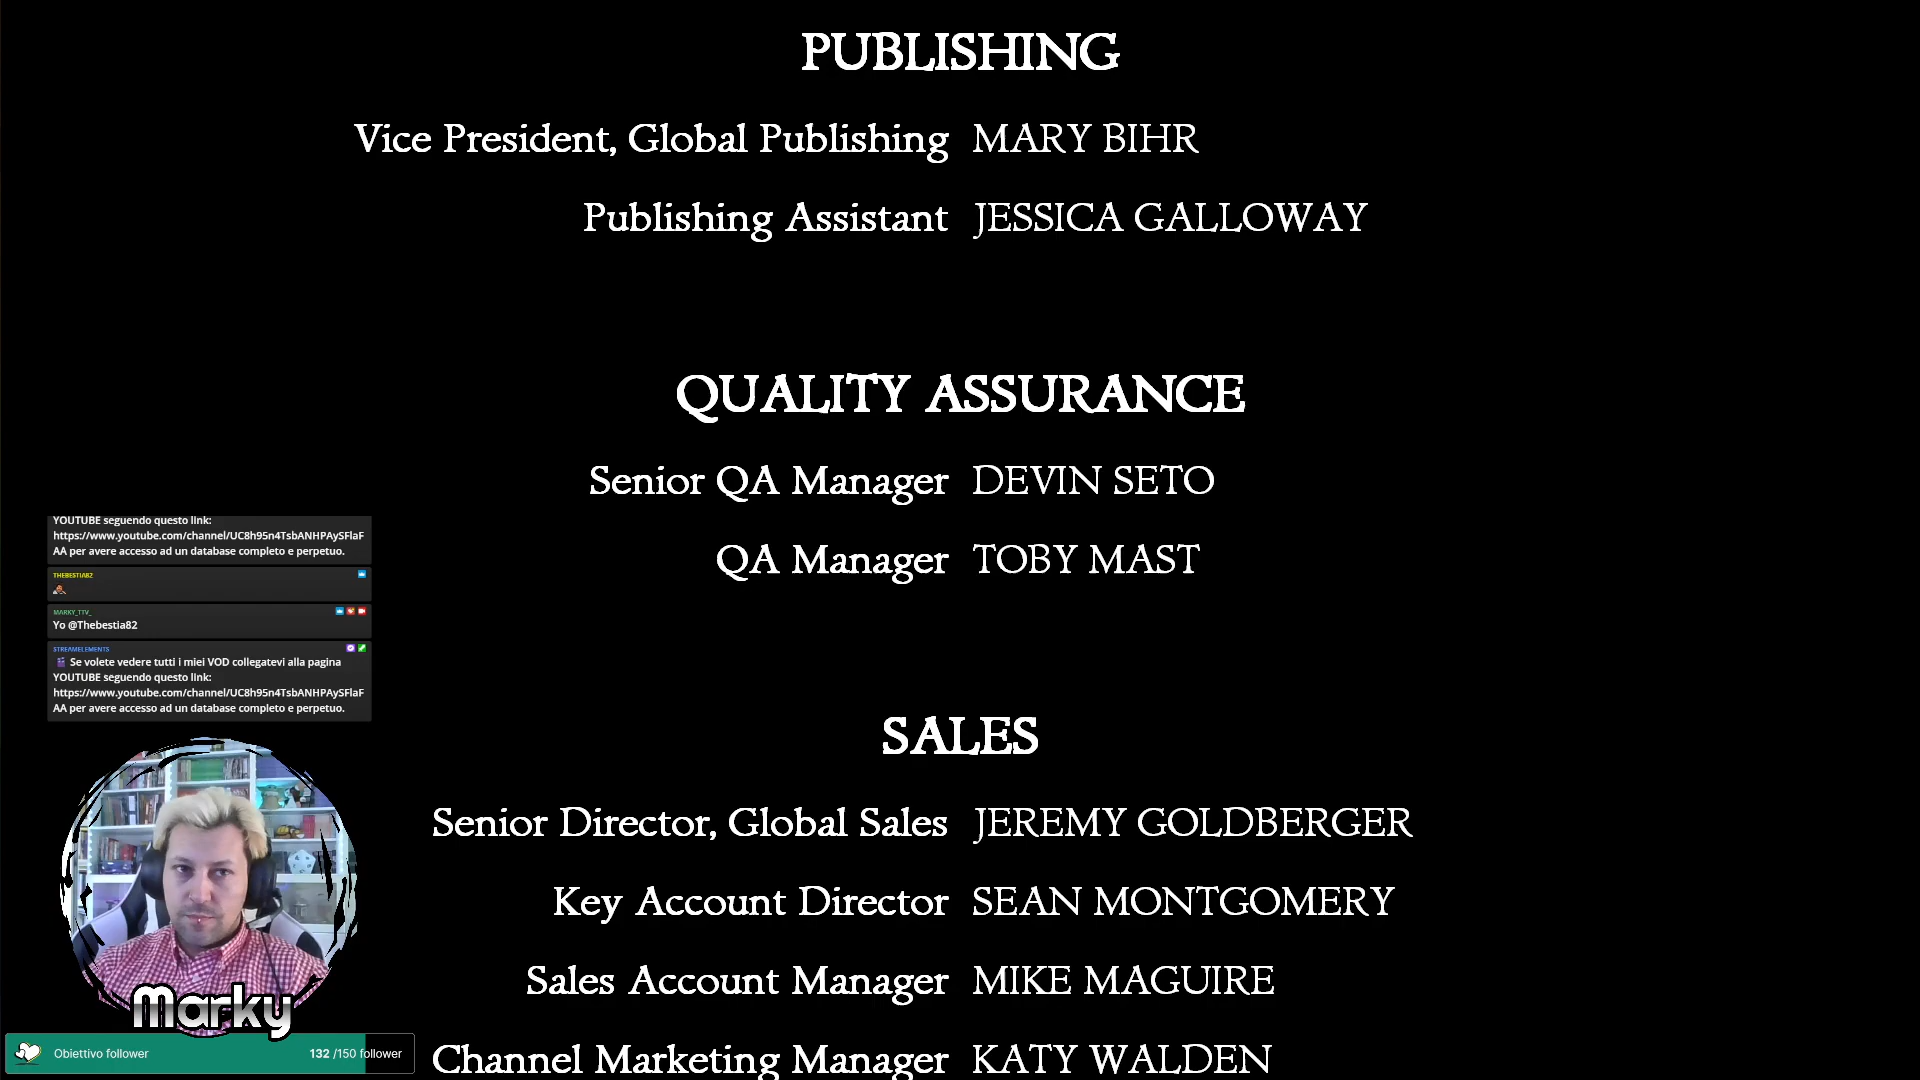 PUBLISHING
Vice President, Global Publishing MARY BIHR
Publishing Assistant JESSICA GALLOWAY
QUALITY ASSURANCE
Senior QA Manager DEVIN SETO
QA Manager TOBY MAST
SALES
Senior Director, Global Sales JEREMY GOLDBERGER
Key Account Director SEAN MONTGOMERY
Sales Account Manager MIKE MAGUIRE
Channel Marketing Manager KATY WALDEN
YOUTUBE seguendo questo link:
https://www.youtube.com/channel/UC8h95n4TsbANHPAySFlaF
AA per avere accesso ad un database completo e perpetuo.
THEBESTIA82
MARKY_TTV_
Yo @Thebestia82
STREAMELEMENTS
Se volete vedere tutti i miei VOD collegatevi alla pagina
YOUTUBE seguendo questo link:
https://www.youtube.com/channel/UC8h95n4TsbANHPAySFlaF
AA per avere accesso ad un database completo e perpetuo.
Marky
Obiettivo follower 132 /150 follower